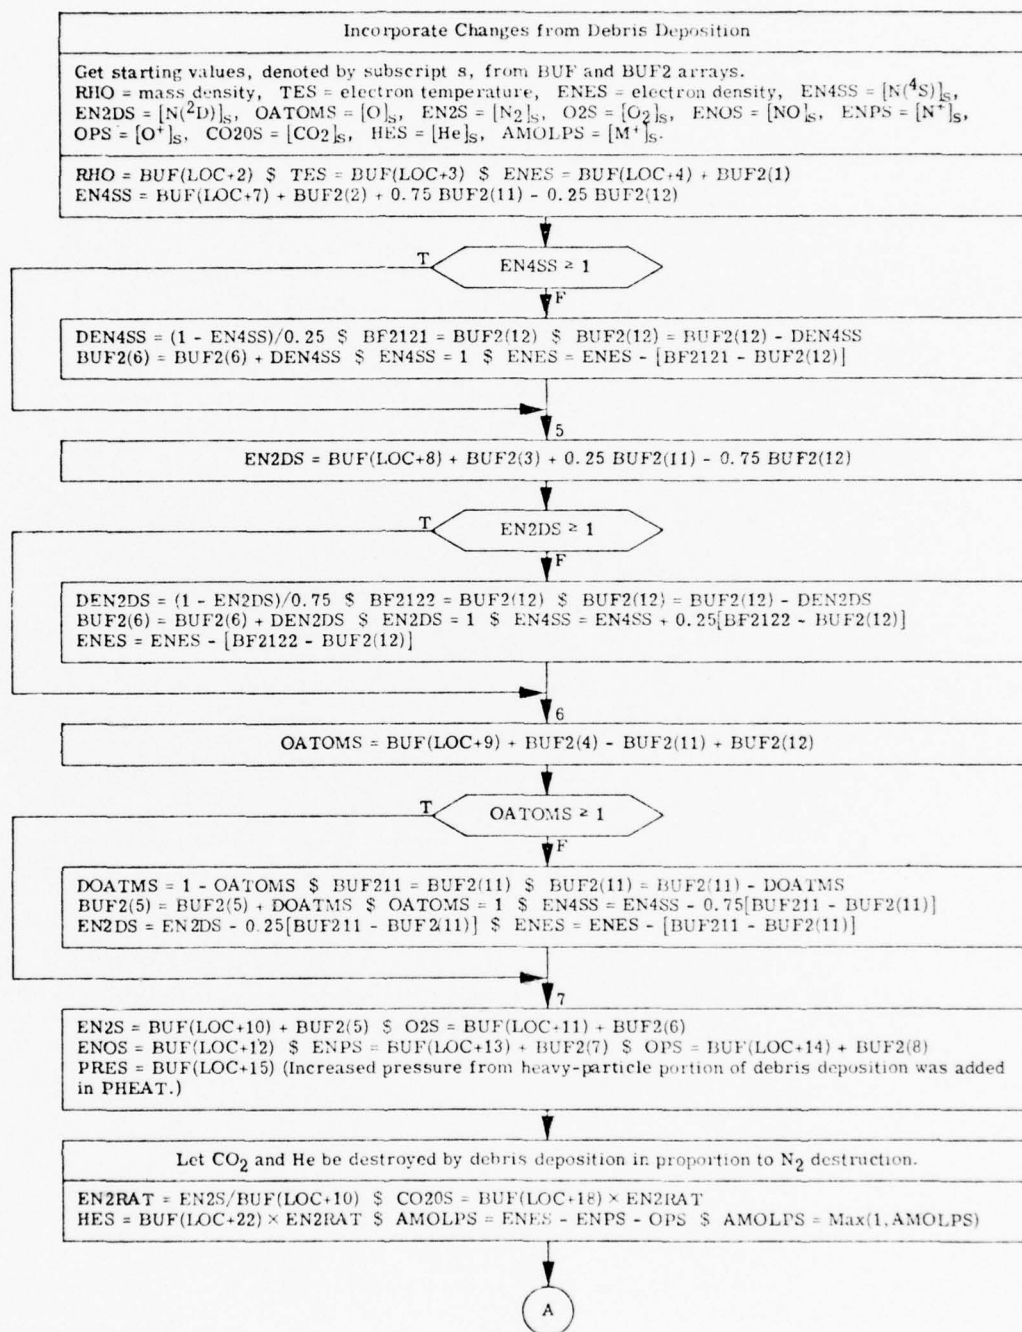 Incorporate Changes from Debris Deposition
Get starting values, denoted by subscript s, from BUF and BUF2 arrays.
RHO = mass density, TES = electron temperature, ENES = electron density, EN4SS = [N(⁴S)]ₛ,
EN2DS = [N(²D)]ₛ, OATOMS = [O]ₛ, EN2S = [N₂]ₛ, O2S = [O₂]ₛ, ENOS = [NO]ₛ, ENPS = [N⁺]ₛ,
OPS = [O⁺]ₛ, CO20S = [CO₂]ₛ, HES = [He]ₛ, AMOLPS = [M⁺]ₛ.
RHO = BUF(LOC+2) $ TES = BUF(LOC+3) $ ENES = BUF(LOC+4) + BUF2(1)
EN4SS = BUF(LOC+7) + BUF2(2) + 0.75 BUF2(11) - 0.25 BUF2(12)
T
EN4SS ≥ 1
F
DEN4SS = (1 - EN4SS)/0.25 $ BF2121 = BUF2(12) $ BUF2(12) = BUF2(12) - DEN4SS
BUF2(6) = BUF2(6) + DEN4SS $ EN4SS = 1 $ ENES = ENES - [BF2121 - BUF2(12)]
5
EN2DS = BUF(LOC+8) + BUF2(3) + 0.25 BUF2(11) - 0.75 BUF2(12)
T
EN2DS ≥ 1
F
DEN2DS = (1 - EN2DS)/0.75 $ BF2122 = BUF2(12) $ BUF2(12) = BUF2(12) - DEN2DS
BUF2(6) = BUF2(6) + DEN2DS $ EN2DS = 1 $ EN4SS = EN4SS + 0.25[BF2122 - BUF2(12)]
ENES = ENES - [BF2122 - BUF2(12)]
6
OATOMS = BUF(LOC+9) + BUF2(4) - BUF2(11) + BUF2(12)
T
OATOMS ≥ 1
F
DOATMS = 1 - OATOMS $ BUF211 = BUF2(11) $ BUF2(11) = BUF2(11) - DOATMS
BUF2(5) = BUF2(5) + DOATMS $ OATOMS = 1 $ EN4SS = EN4SS - 0.75[BUF211 - BUF2(11)]
EN2DS = EN2DS - 0.25[BUF211 - BUF2(11)] $ ENES = ENES - [BUF211 - BUF2(11)]
7
EN2S = BUF(LOC+10) + BUF2(5) $ O2S = BUF(LOC+11) + BUF2(6)
ENOS = BUF(LOC+12) $ ENPS = BUF(LOC+13) + BUF2(7) $ OPS = BUF(LOC+14) + BUF2(8)
PRES = BUF(LOC+15) (Increased pressure from heavy-particle portion of debris deposition was added
in PHEAT.)
Let CO₂ and He be destroyed by debris deposition in proportion to N₂ destruction.
EN2RAT = EN2S/BUF(LOC+10) $ CO20S = BUF(LOC+18) × EN2RAT
HES = BUF(LOC+22) × EN2RAT $ AMOLPS = ENES - ENPS - OPS $ AMOLPS = Max(1, AMOLPS)
A